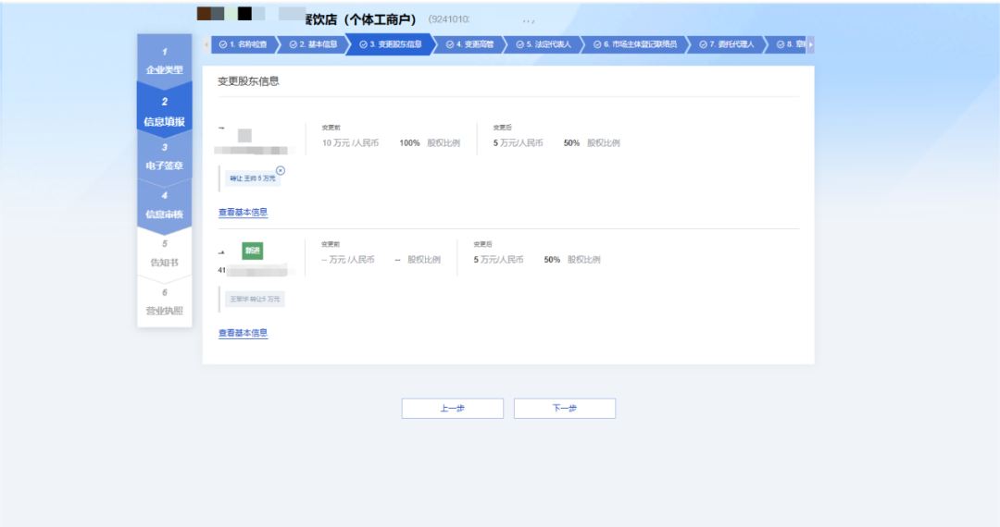 餐饮店（个体工商户）
1
企业类型
2
信息填报
3
电子签章
4
信息审核
5
告知书
6
营业执照
1. 名称检查
2. 基本信息
3. 变更股东信息
4. 变更高管
5. 法定代表人
6. 市场主体登记联络员
7. 委托代理人
8. 章
变更股东信息
变更前
10 万元 /人民币 100% 股权比例
变更后
5 万元/人民币 50% 股权比例
转让 王帅 5 万元
查看基本信息
新进
41
变更前
-- 万元 /人民币 -- 股权比例
变更后
5 万元/人民币 50% 股权比例
转让5 万元
查看基本信息
上一步
下一步